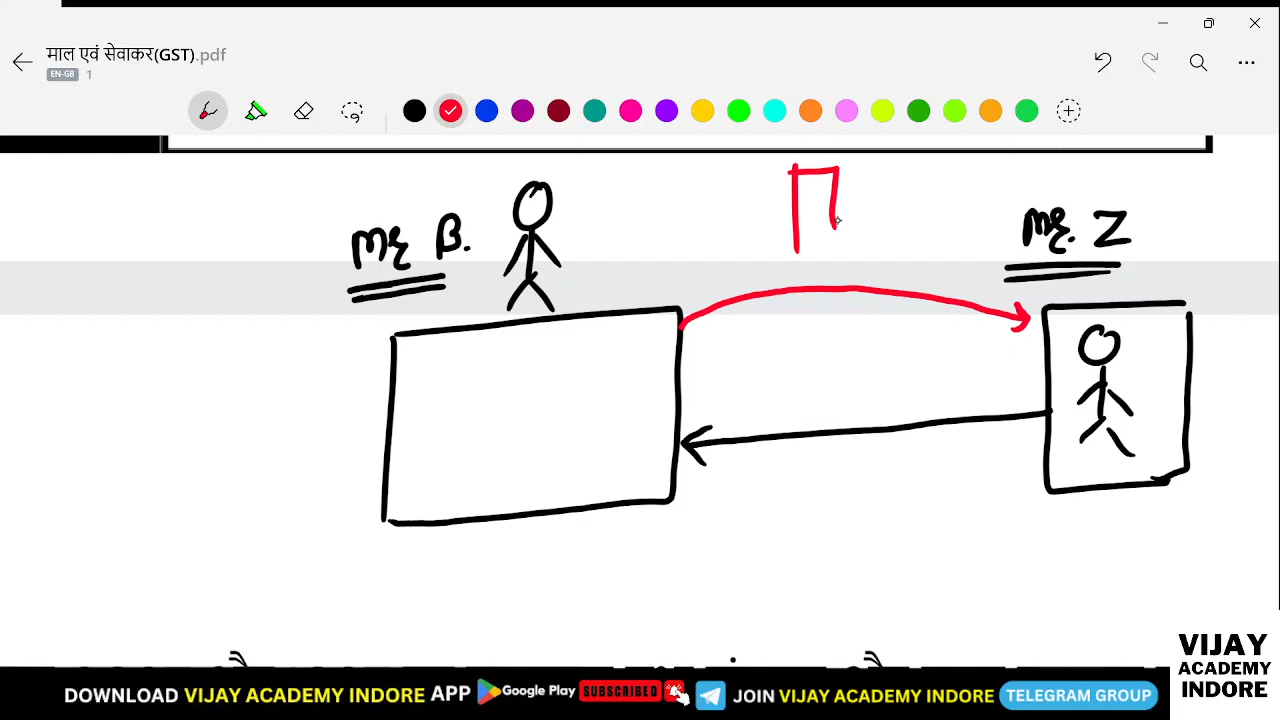 माल एवं सेवाकर(GST).pdf
EN-GB 1
Mr B.
Mr. Z
VIJAY
ACADEMY
INDORE
DOWNLOAD VIJAY ACADEMY INDORE APP Google Play SUBSCRIBED JOIN VIJAY ACADEMY INDORE TELEGRAM GROUP